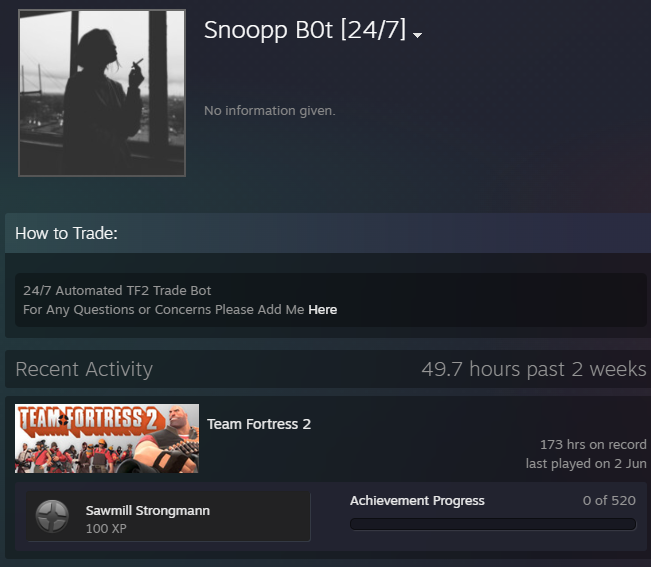 Snoopp B0t [24/7]
No information given.
How to Trade:
24/7 Automated TF2 Trade Bot
For Any Questions or Concerns Please Add Me Here
Recent Activity
49.7 hours past 2 weeks
TEAM FORTRESS 2
Team Fortress 2
173 hrs on record
last played on 2 Jun
Sawmill Strongmann
100 XP
Achievement Progress
0 of 520